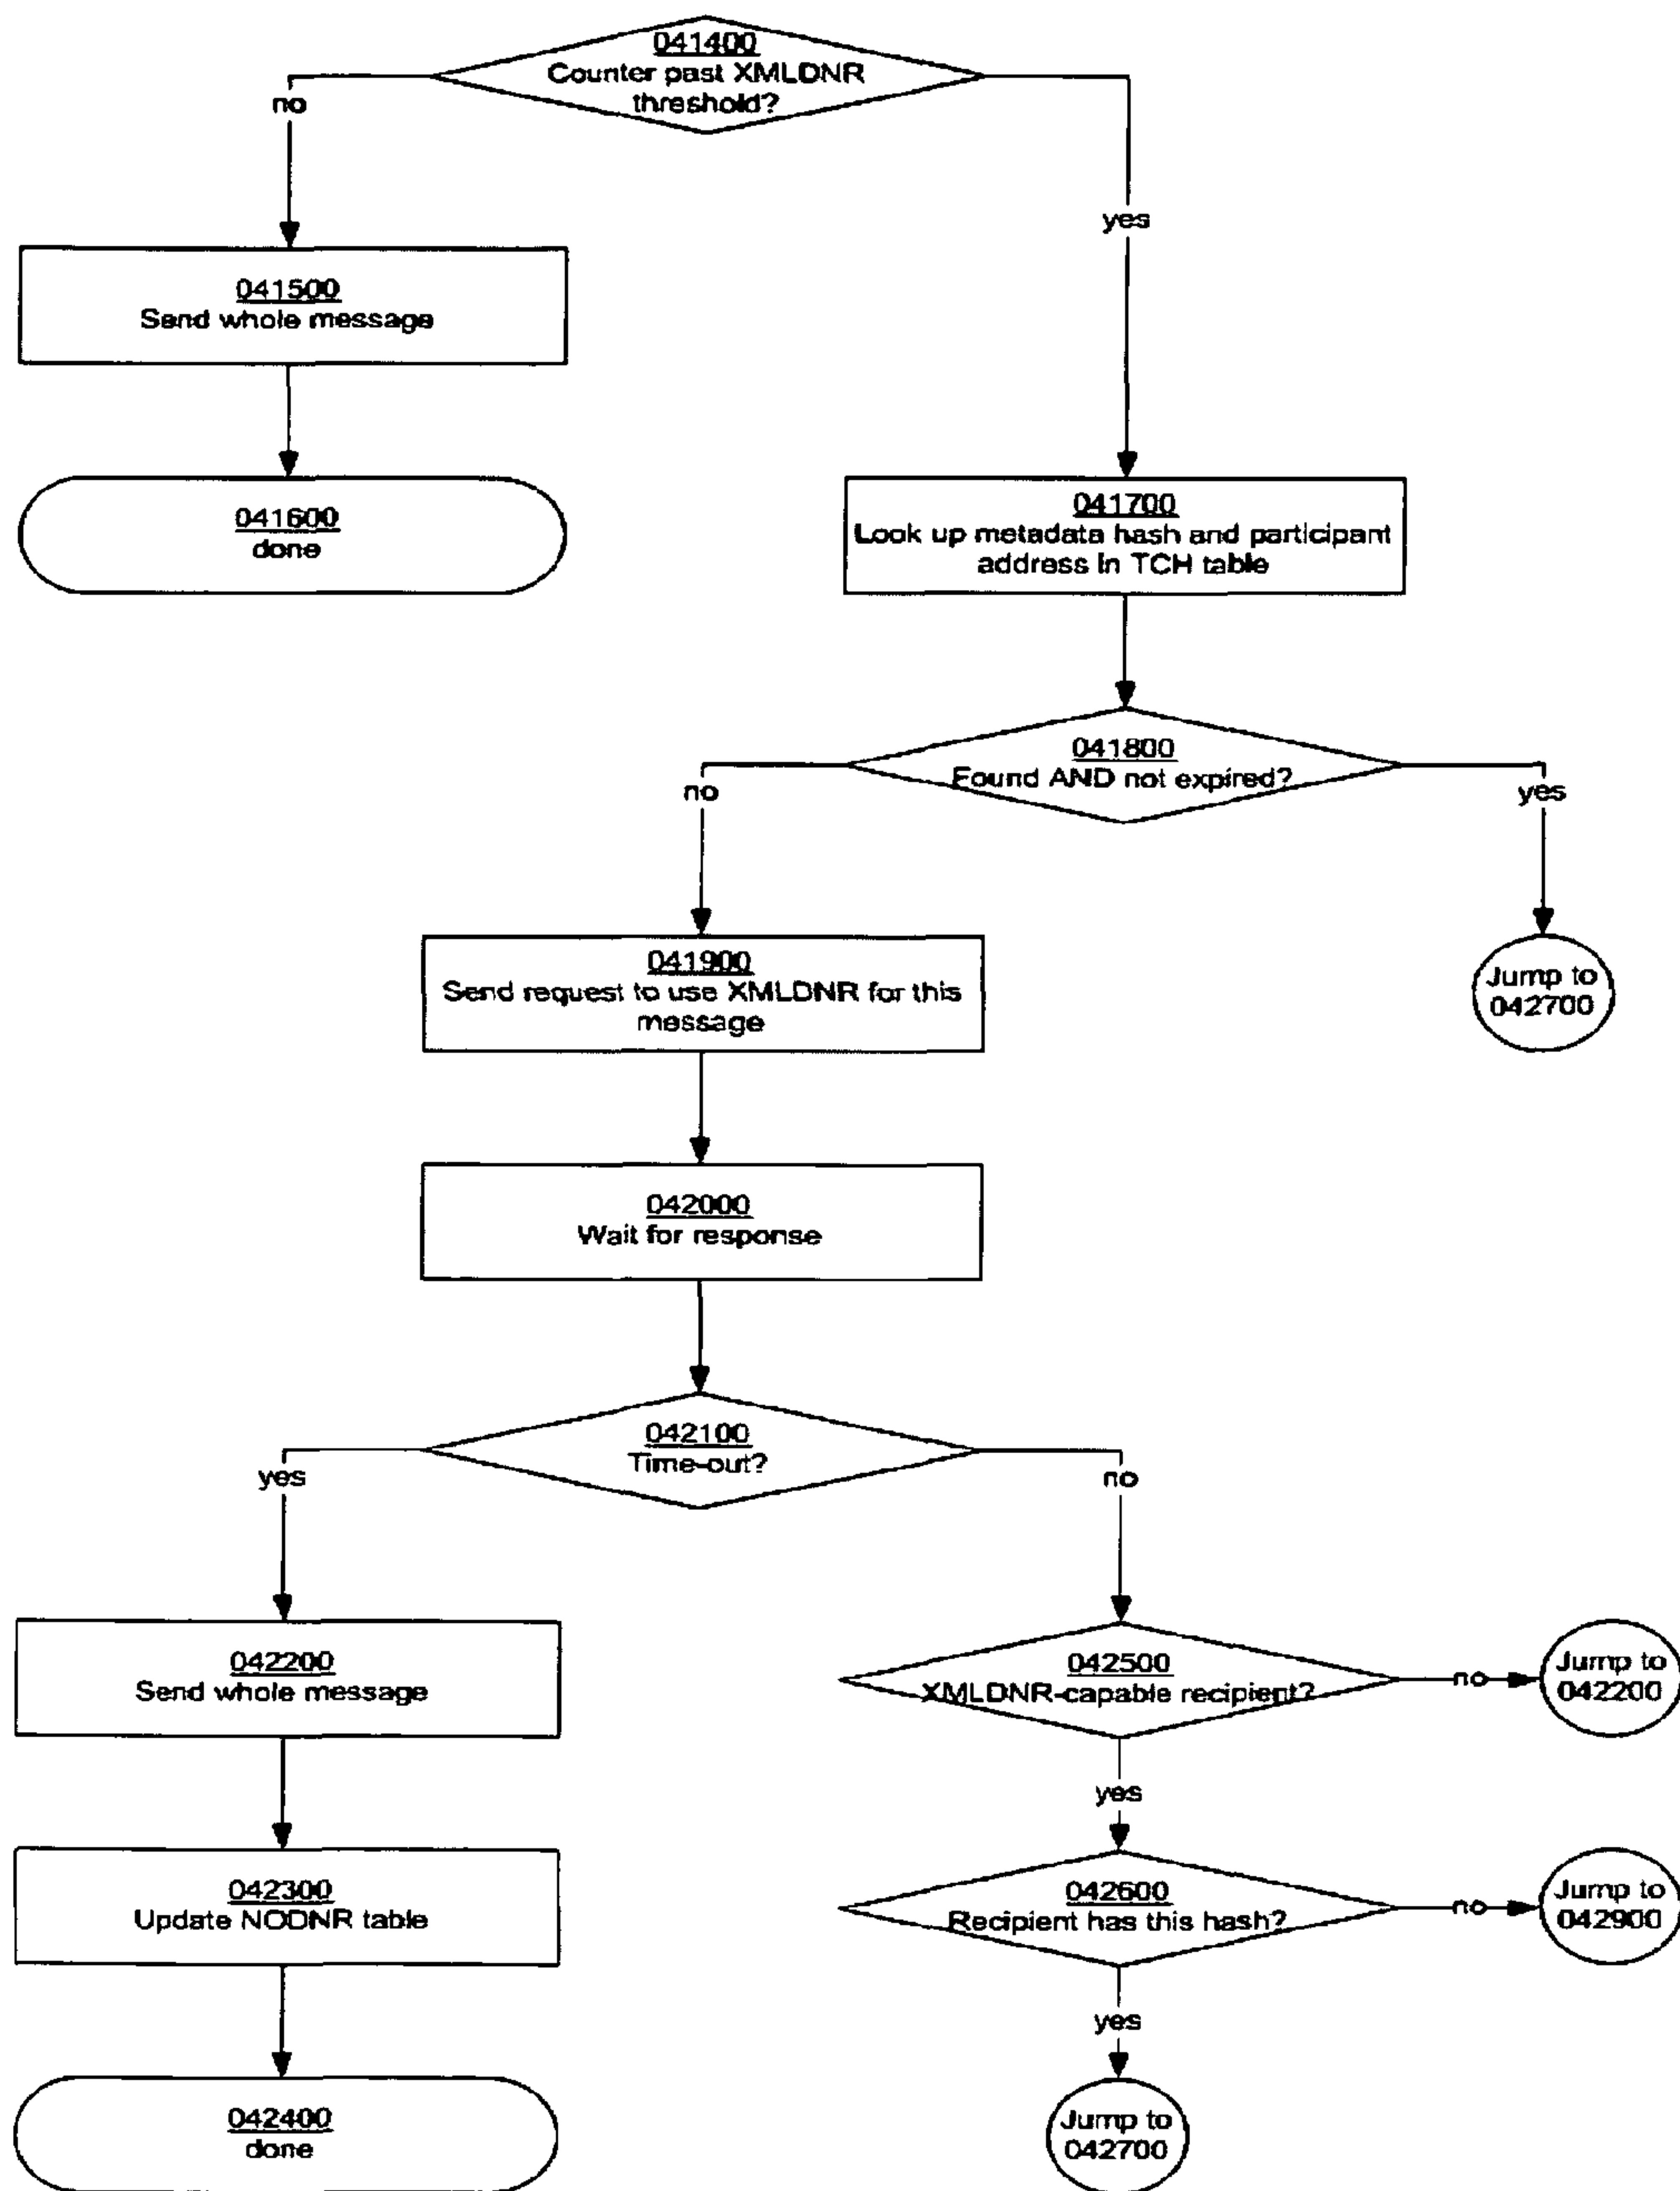 041400
Counter past XMLDNR
threshold?
no
yes
041500
Send whole message
041600
done
041700
Look up metadata hash and participant
address in TCH table
041800
Found AND not expired?
no
yes
041900
Send request to use XMLDNR for this
message
Jump to
042700
042000
Wait for response
042100
Time-out?
yes
no
042200
Send whole message
042500
XMLDNR-capable recipient?
no
Jump to
042200
yes
042300
Update NODNR table
042600
Recipient has this hash?
no
Jump to
042900
yes
042400
done
Jump to
042700